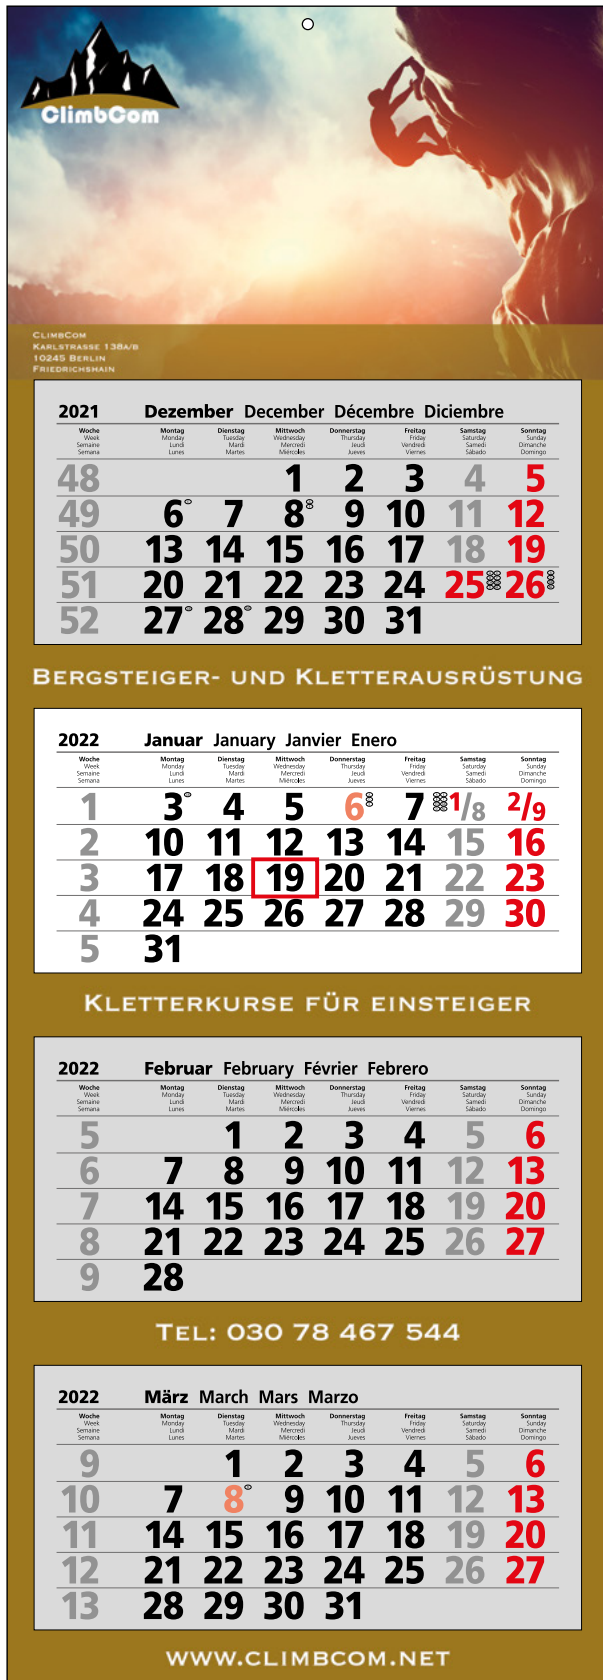 ClimbCom
ClimbCom
Karlstrasse 138a/b
10245 Berlin
Friedrichshain
2021 Dezember December Décembre Diciembre
Woche Montag Dienstag Mittwoch Donnerstag Freitag Samstag Sonntag
Week Monday Tuesday Wednesday Thursday Friday Saturday Sunday
Semaine Lundi Mardi Mercredi Jeudi Vendredi Samedi Dimanche
Semana Lunes Martes Miércoles Jueves Viernes Sábado Domingo
48 1 2 3 4 5
49 6 7 8 9 10 11 12
50 13 14 15 16 17 18 19
51 20 21 22 23 24 25 26
52 27 28 29 30 31
Bergsteiger- und Kletterausrüstung
2022 Januar January Janvier Enero
Woche Montag Dienstag Mittwoch Donnerstag Freitag Samstag Sonntag
Week Monday Tuesday Wednesday Thursday Friday Saturday Sunday
Semaine Lundi Mardi Mercredi Jeudi Vendredi Samedi Dimanche
Semana Lunes Martes Miércoles Jueves Viernes Sábado Domingo
1 3 4 5 6 7 1/8 2/9
2 10 11 12 13 14 15 16
3 17 18 19 20 21 22 23
4 24 25 26 27 28 29 30
5 31
Kletterkurse für Einsteiger
2022 Februar February Février Febrero
Woche Montag Dienstag Mittwoch Donnerstag Freitag Samstag Sonntag
Week Monday Tuesday Wednesday Thursday Friday Saturday Sunday
Semaine Lundi Mardi Mercredi Jeudi Vendredi Samedi Dimanche
Semana Lunes Martes Miércoles Jueves Viernes Sábado Domingo
5 1 2 3 4 5 6
6 7 8 9 10 11 12 13
7 14 15 16 17 18 19 20
8 21 22 23 24 25 26 27
9 28
Tel: 030 78 467 544
2022 März March Mars Marzo
Woche Montag Dienstag Mittwoch Donnerstag Freitag Samstag Sonntag
Week Monday Tuesday Wednesday Thursday Friday Saturday Sunday
Semaine Lundi Mardi Mercredi Jeudi Vendredi Samedi Dimanche
Semana Lunes Martes Miércoles Jueves Viernes Sábado Domingo
9 1 2 3 4 5 6
10 7 8 9 10 11 12 13
11 14 15 16 17 18 19 20
12 21 22 23 24 25 26 27
13 28 29 30 31
www.climbcom.net